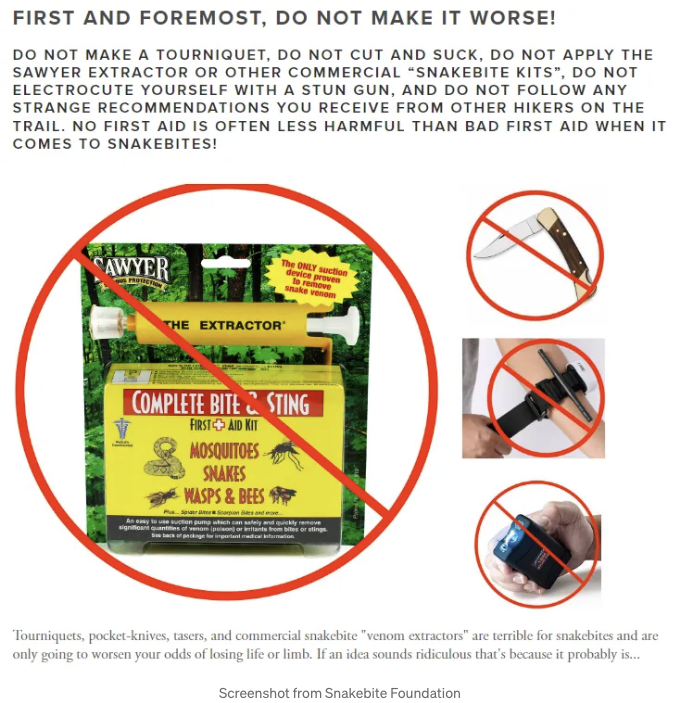 FIRST AND FOREMOST, DO NOT MAKE IT WORSE!
DO NOT MAKE A TOURNIQUET, DO NOT CUT AND SUCK, DO NOT APPLY THE
SAWYER EXTRACTOR OR OTHER COMMERCIAL “SNAKEBITE KITS”, DO NOT
ELECTROCUTE YOURSELF WITH A STUN GUN, AND DO NOT FOLLOW ANY
STRANGE RECOMMENDATIONS YOU RECEIVE FROM OTHER HIKERS ON THE
TRAIL. NO FIRST AID IS OFTEN LESS HARMFUL THAN BAD FIRST AID WHEN IT
COMES TO SNAKEBITES!
SAWYER
PROTECTION
The ONLY suction
device proven
to remove
snake venom
THE EXTRACTOR
COMPLETE BITE & STING
FIRST AID KIT
MOSQUITOES
SNAKES
WASPS & BEES
Plus... Spider Bites Scorpion Stings and more...
An easy to use suction pump which can safely and quickly remove
significant quantities of venom (poison) or irritants from bites or stings.
See back of package for important medical information.
Tourniquets, pocket-knives, tasers, and commercial snakebite "venom extractors" are terrible for snakebites and are
only going to worsen your odds of losing life or limb. If an idea sounds ridiculous that’s because it probably is...
Screenshot from Snakebite Foundation